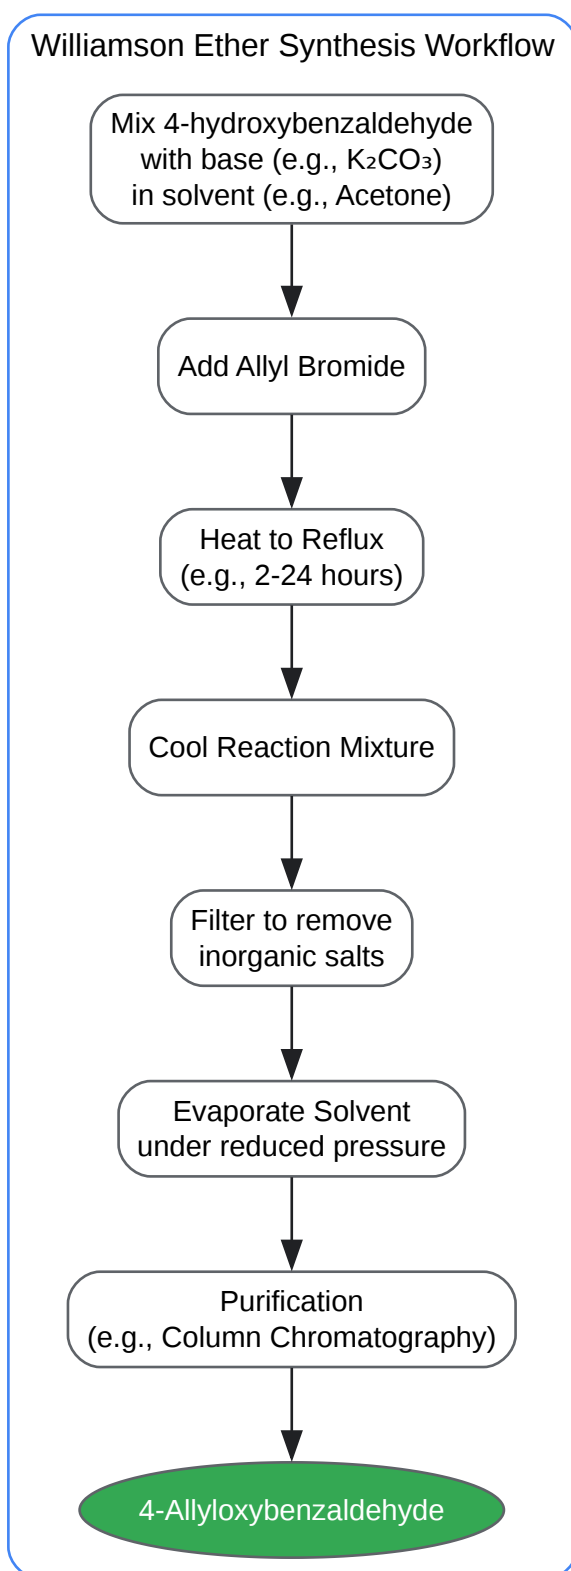 Williamson Ether Synthesis Workflow
Mix 4-hydroxybenzaldehyde
with base (e.g., K₂CO₃)
in solvent (e.g., Acetone)
Add Allyl Bromide
Heat to Reflux
(e.g., 2-24 hours)
Cool Reaction Mixture
Filter to remove
inorganic salts
Evaporate Solvent
under reduced pressure
Purification
(e.g., Column Chromatography)
4-Allyloxybenzaldehyde